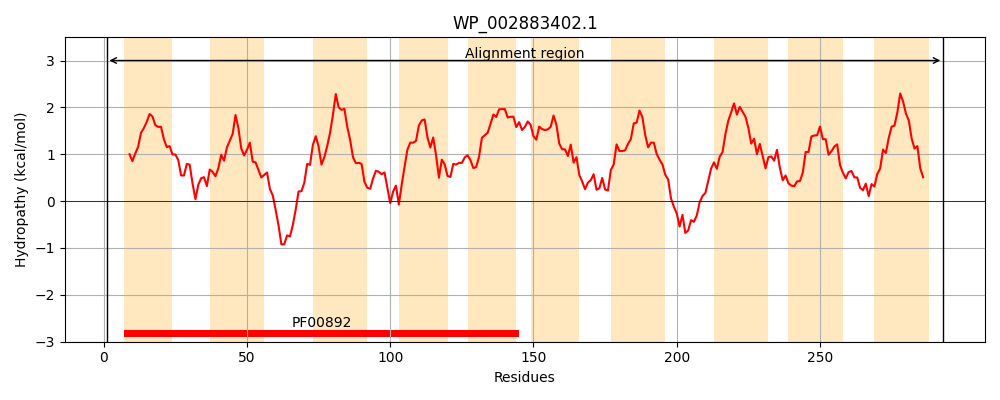 WP_002883402.1
Alignment region
Hydropathy (kcal/mol)
3
2
1
0
−1
−2
−3
PF00892
0 50 100 150 200 250
Residues